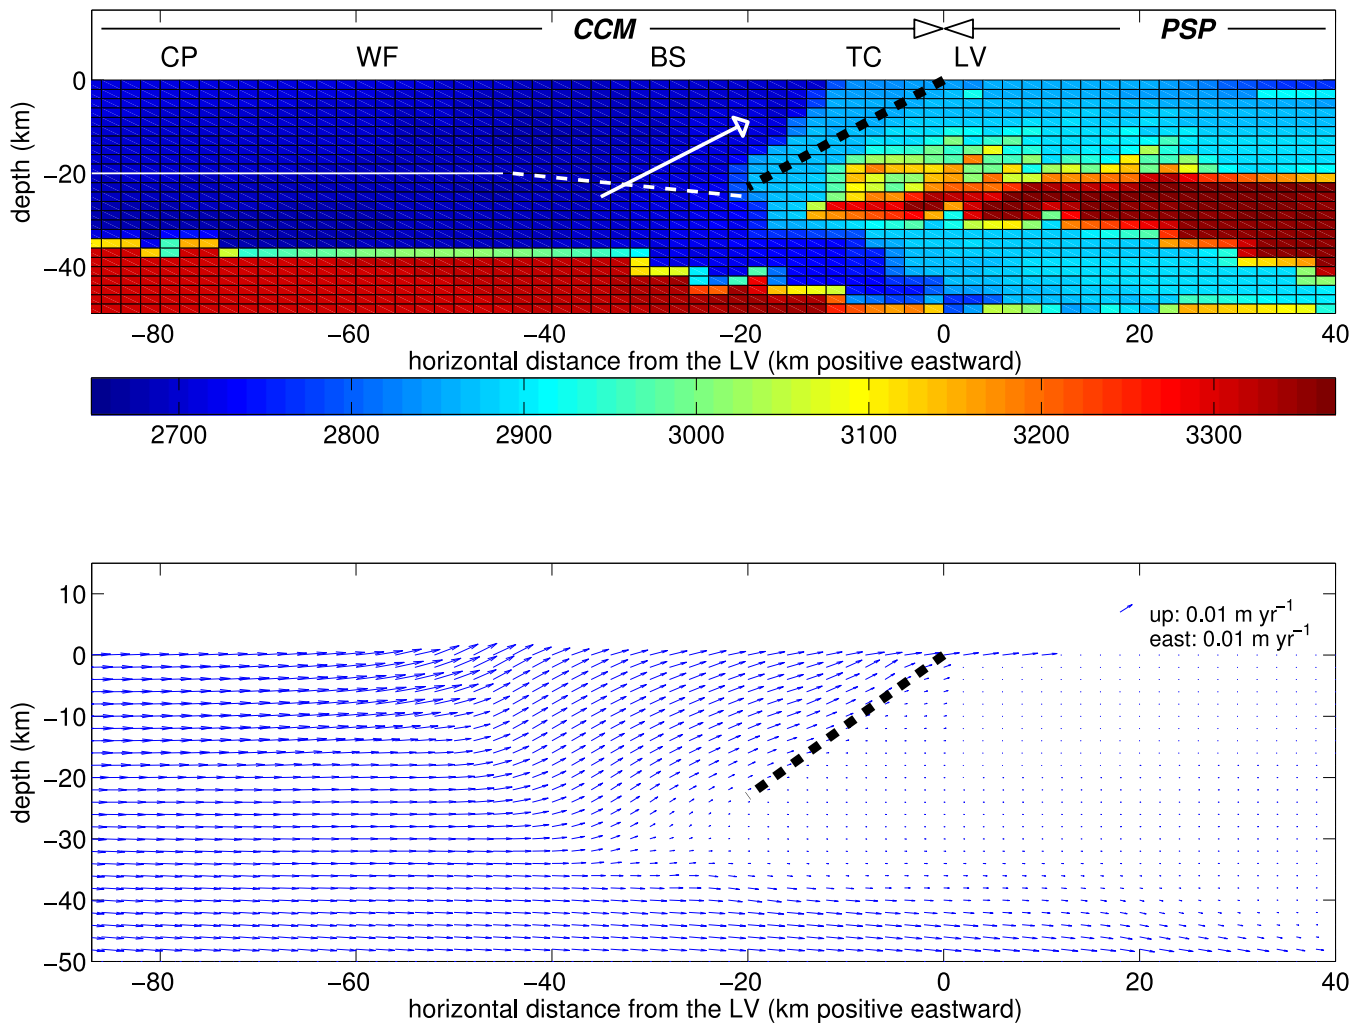 CCM PSP
CP WF BS TC LV
0
−20
−40
depth (km)
−80 −60 −40 −20 0 20 40
horizontal distance from the LV (km positive eastward)
2700 2800 2900 3000 3100 3200 3300
up: 0.01 m yr⁻¹
east: 0.01 m yr⁻¹
10
0
−10
−20
−30
−40
−50
depth (km)
−80 −60 −40 −20 0 20 40
horizontal distance from the LV (km positive eastward)